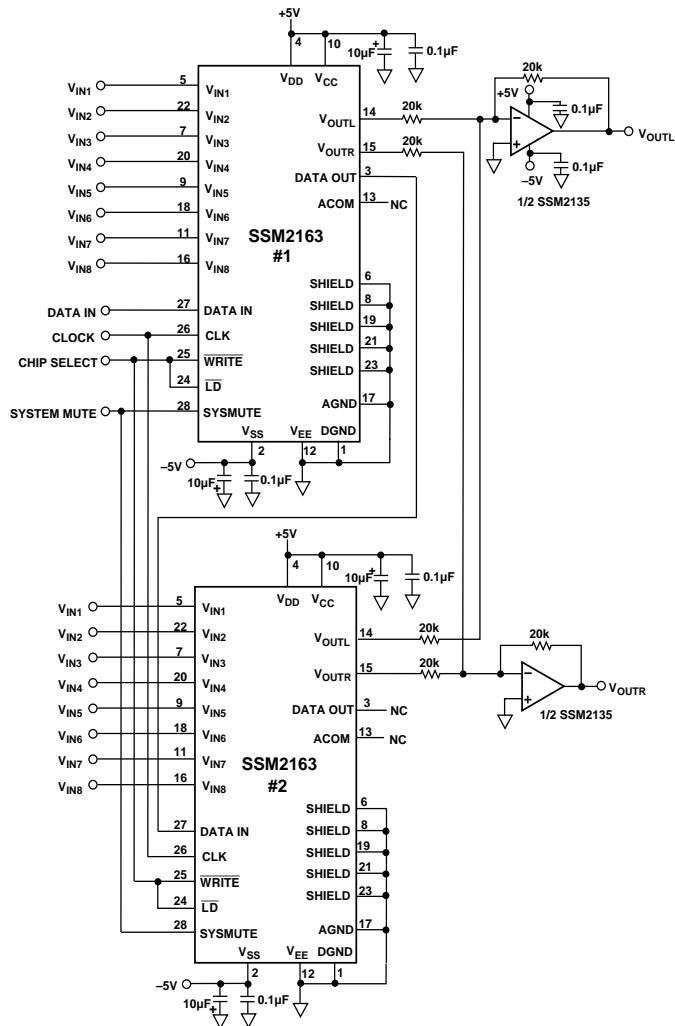 +5V
4
10
10µF
+
0.1µF
V_DD
V_CC
V_IN1
5
V_IN1
V_IN2
22
V_IN2
V_IN3
7
V_IN3
V_IN4
20
V_IN4
V_IN5
9
V_IN5
V_IN6
18
V_IN6
V_IN7
11
V_IN7
V_IN8
16
V_IN8
V_OUTL
14
20k
V_OUTR
15
20k
DATA OUT
3
ACOM
13
NC
SSM2163
#1
20k
+5V
0.1µF
−
+
V_OUTL
0.1µF
–5V
1/2 SSM2135
SHIELD
6
SHIELD
8
SHIELD
19
SHIELD
21
SHIELD
23
AGND
17
DATA IN
27
DATA IN
CLOCK
26
CLK
CHIP SELECT
25
WRITE
24
LD
SYSTEM MUTE
28
SYSMUTE
V_SS
V_EE
DGND
2
12
1
–5V
10µF
+
0.1µF
+5V
4
10
10µF
+
0.1µF
V_DD
V_CC
V_IN1
5
V_IN1
V_IN2
22
V_IN2
V_IN3
7
V_IN3
V_IN4
20
V_IN4
V_IN5
9
V_IN5
V_IN6
18
V_IN6
V_IN7
11
V_IN7
V_IN8
16
V_IN8
V_OUTL
14
20k
V_OUTR
15
20k
DATA OUT
3
NC
ACOM
13
NC
SSM2163
#2
20k
−
+
V_OUTR
1/2 SSM2135
SHIELD
6
SHIELD
8
SHIELD
19
SHIELD
21
SHIELD
23
AGND
17
27
DATA IN
26
CLK
25
WRITE
24
LD
28
SYSMUTE
V_SS
V_EE
DGND
2
12
1
–5V
10µF
+
0.1µF